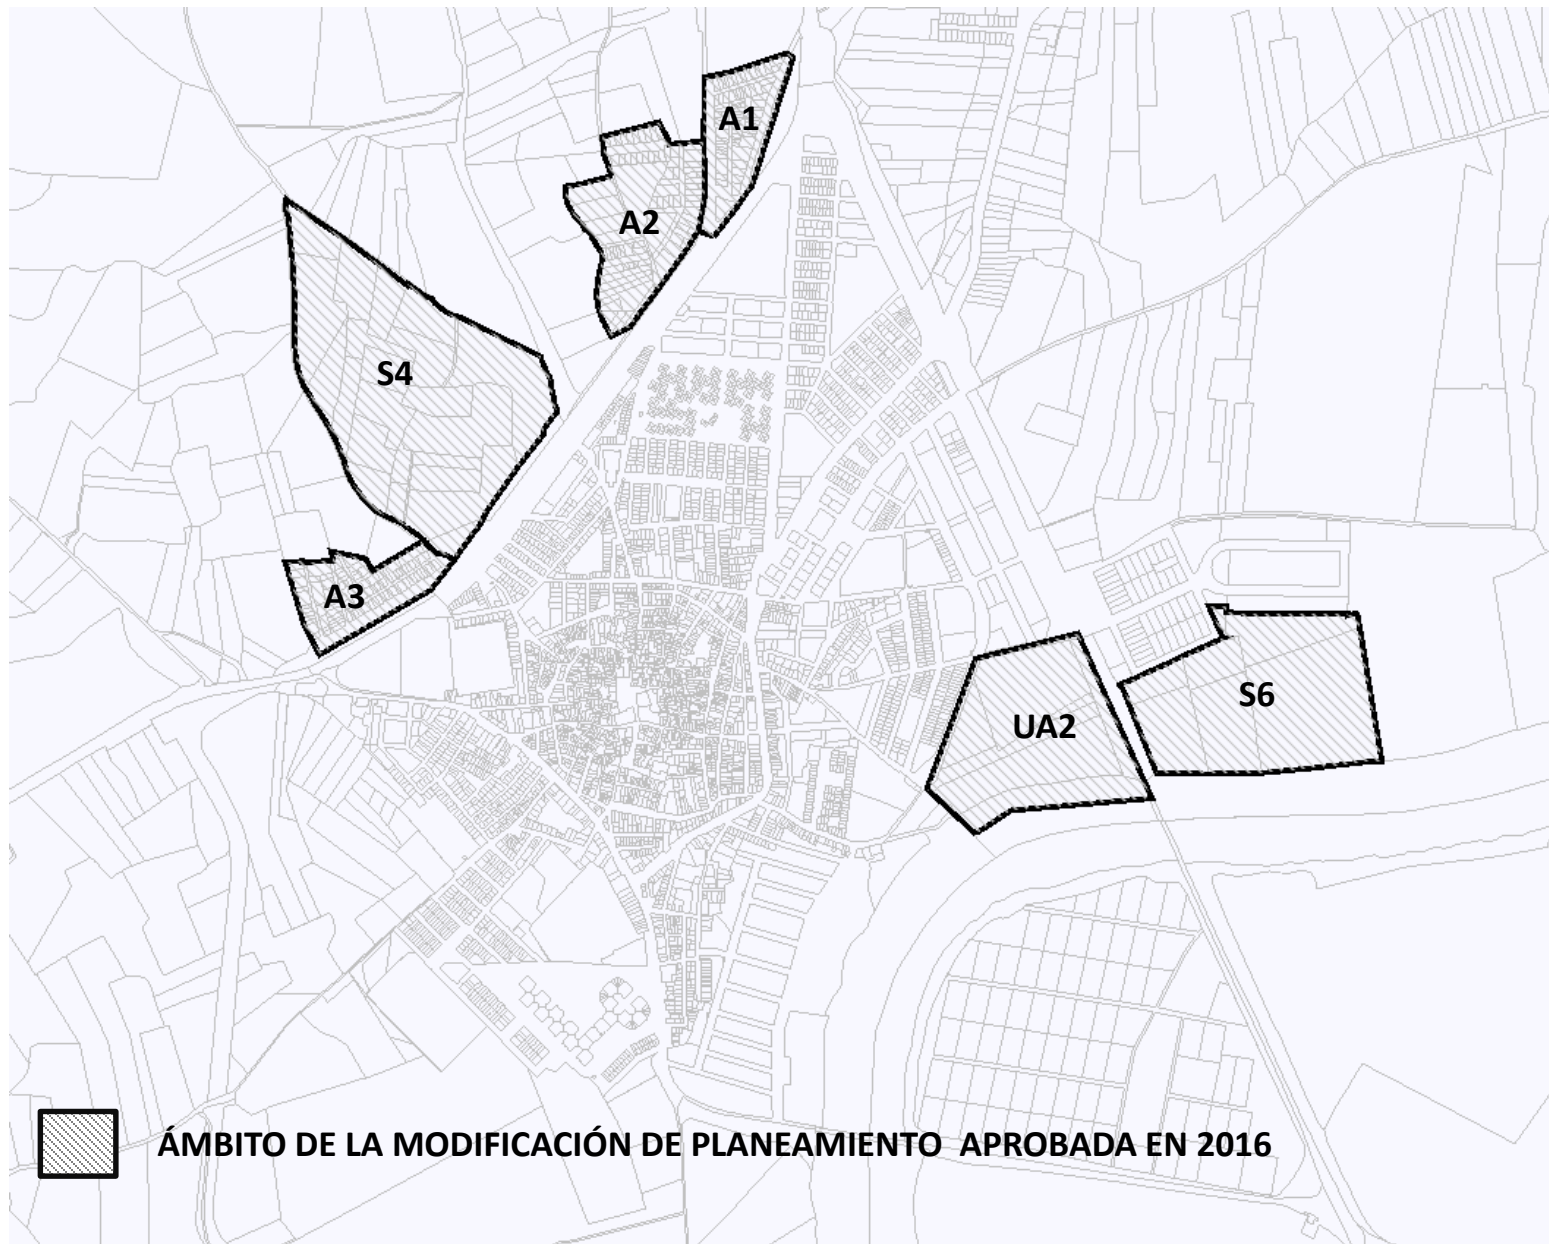 A1
A2
S4
A3
S6
UA2
ÁMBITO DE LA MODIFICACIÓN DE PLANEAMIENTO APROBADA EN 2016